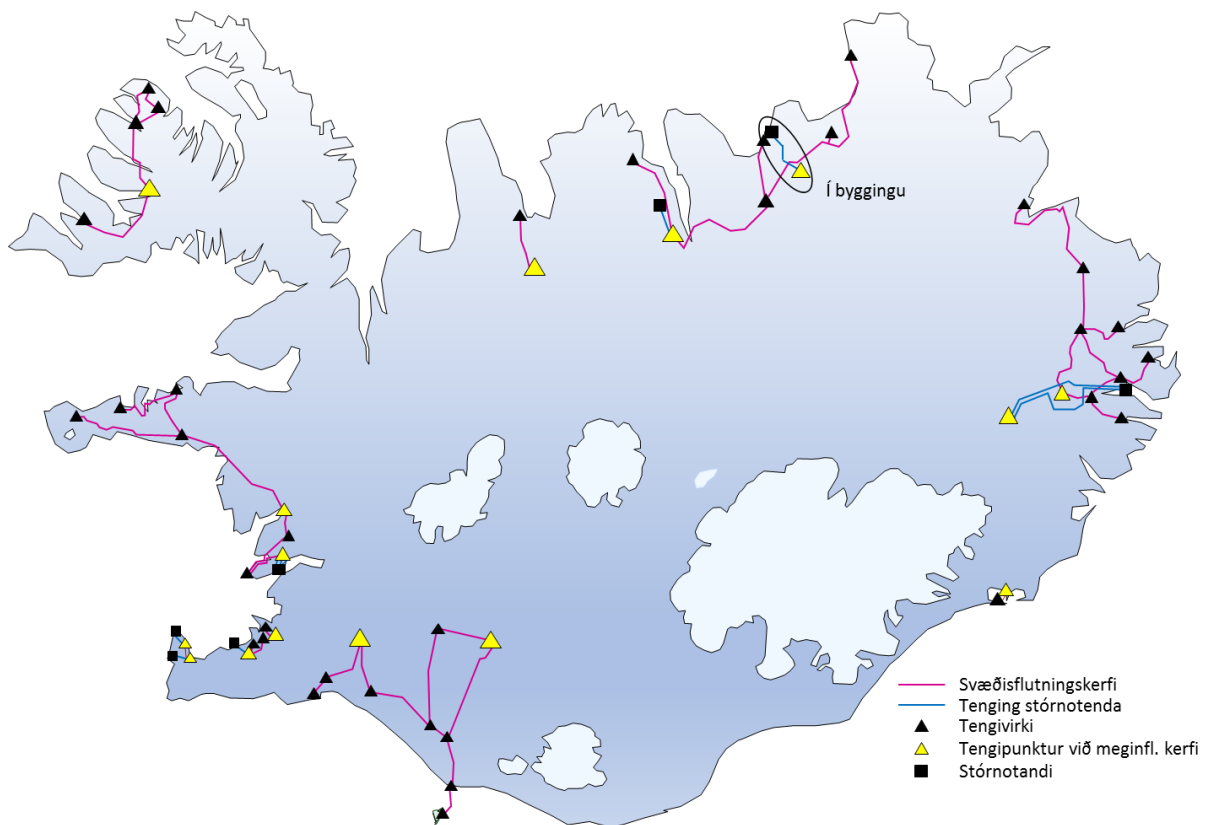 Í byggingu
Svæðisflutningskerfi
Tenging stórnotenda
Tengivirki
Tengipunktur við meginfl. kerfi
Stórnotandi